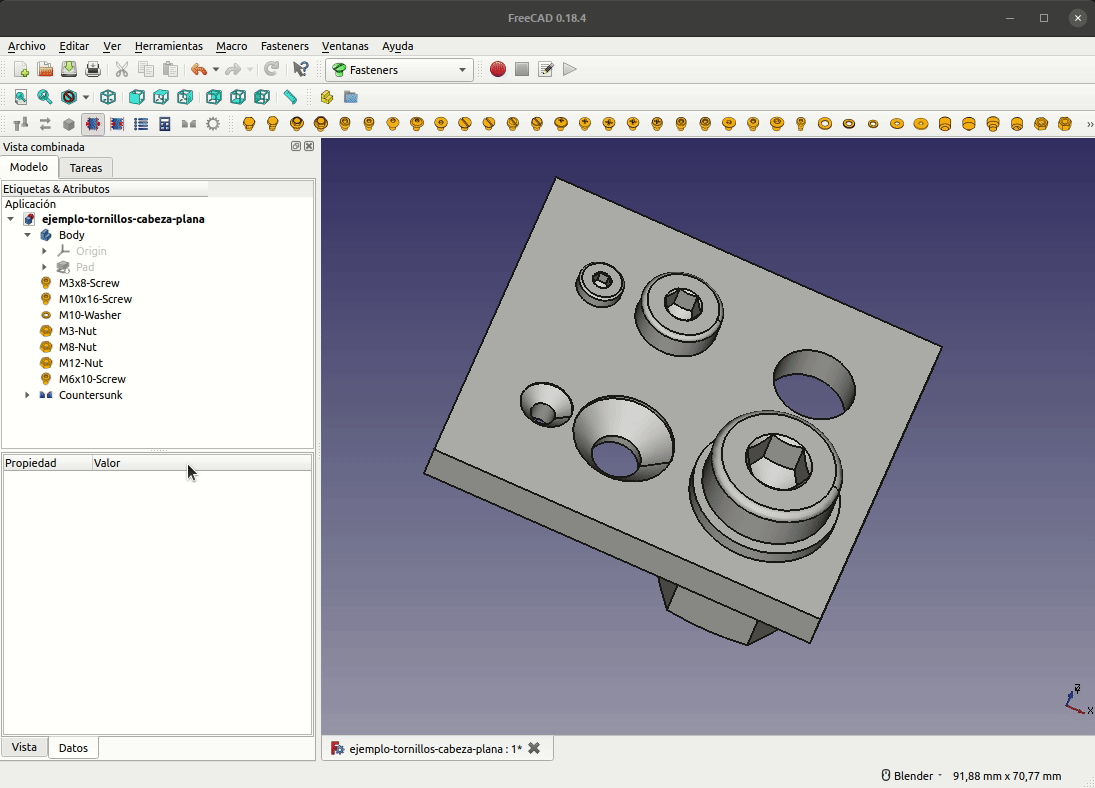 FreeCAD 0.18.4
Archivo Editar Ver Herramientas Macro Fasteners Ventanas Ayuda
Fasteners
Vista combinada
Modelo Tareas
Etiquetas & Atributos
Aplicación
ejemplo-tornillos-cabeza-plana
Body
Origin
Pad
M3x8-Screw
M10x16-Screw
M10-Washer
M3-Nut
M8-Nut
M12-Nut
M6x10-Screw
Countersunk
Propiedad Valor
X
Vista Datos
ejemplo-tornillos-cabeza-plana : 1*
Blender 91,88 mm x 70,77 mm